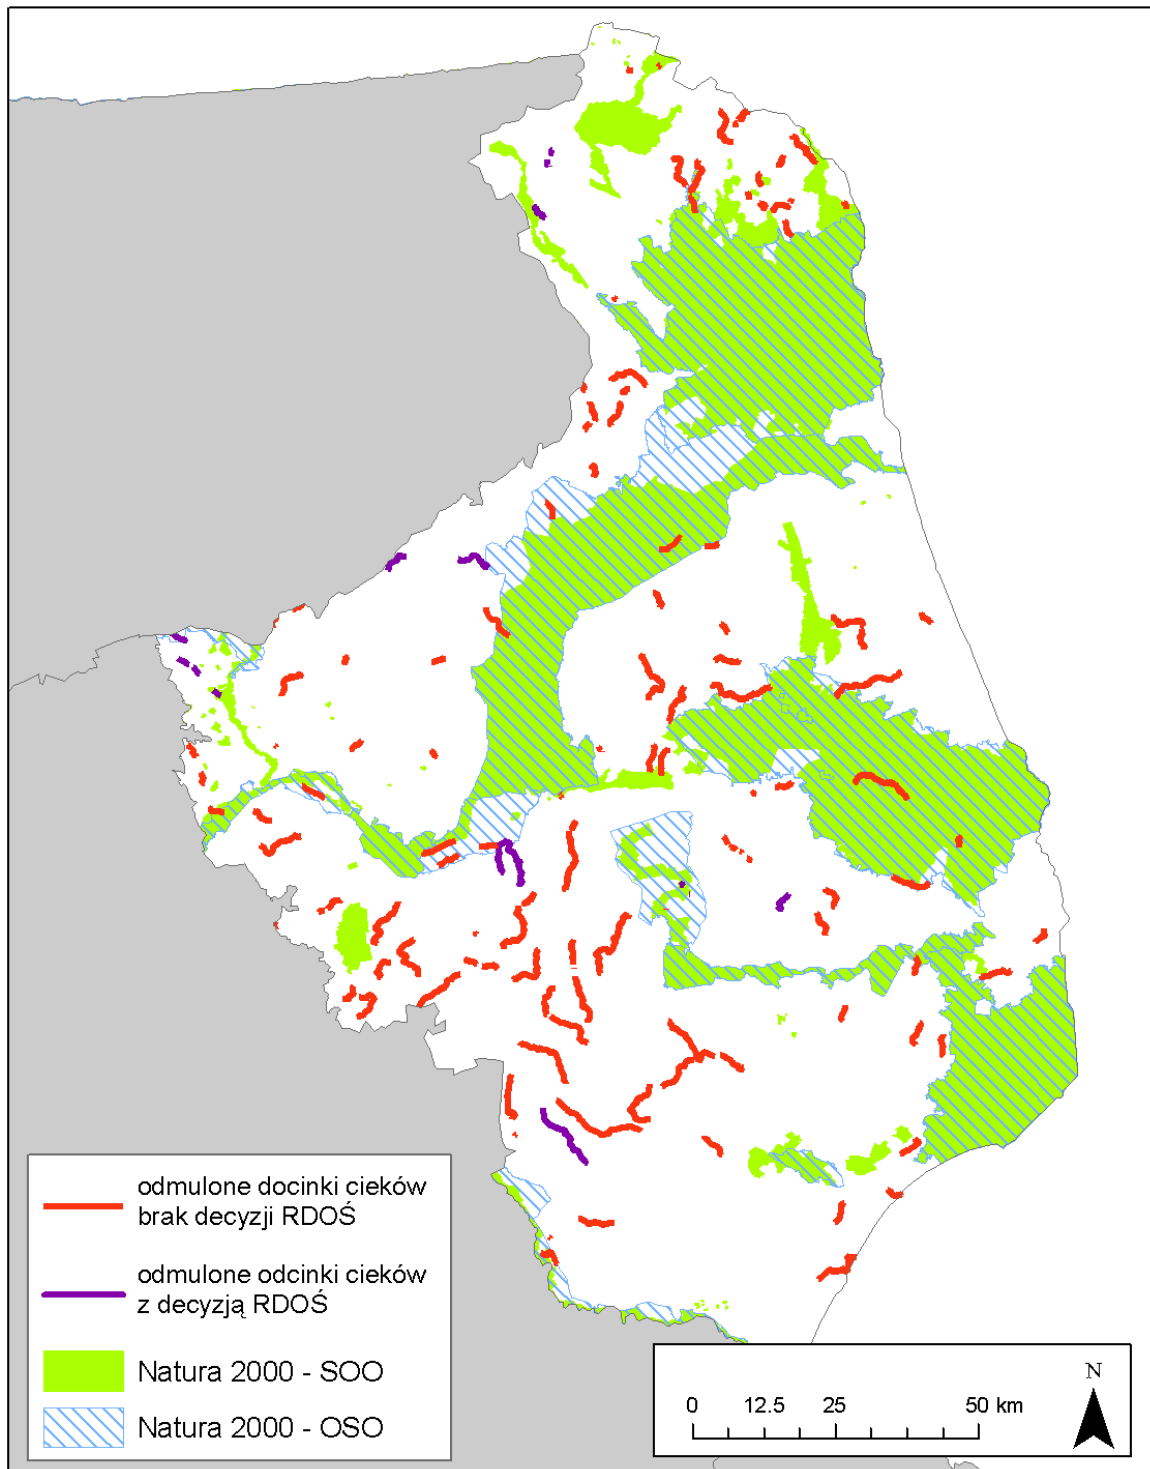 odmulone docinki cieków
brak decyzji RDOŚ
odmulone odcinki cieków
z decyzją RDOŚ
Natura 2000 - SOO
Natura 2000 - OSO
0 12.5 25 50 km
N